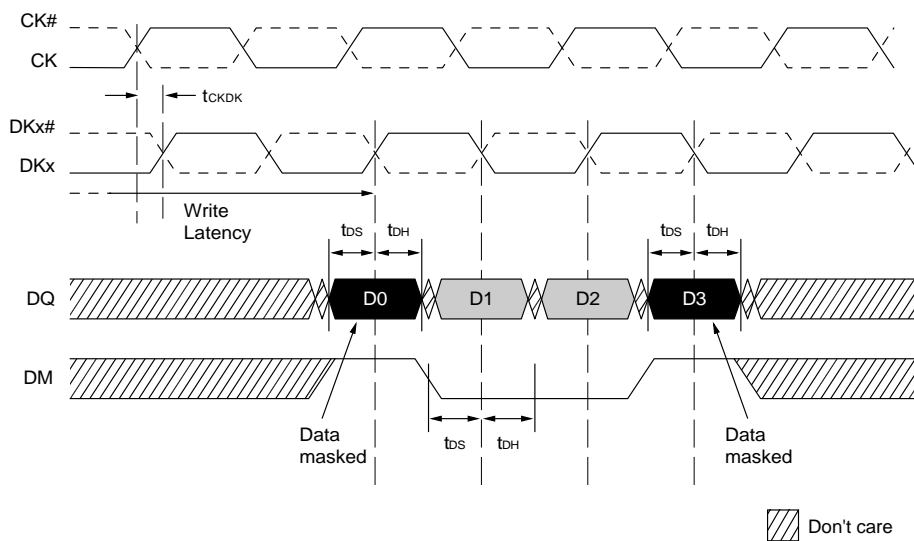 CK#
CK
tCKDK
DKx#
DKx
Write
Latency
tDS
tDH
tDS
tDH
DQ
D0
D1
D2
D3
DM
Data
masked
tDS
tDH
Data
masked
Don't care